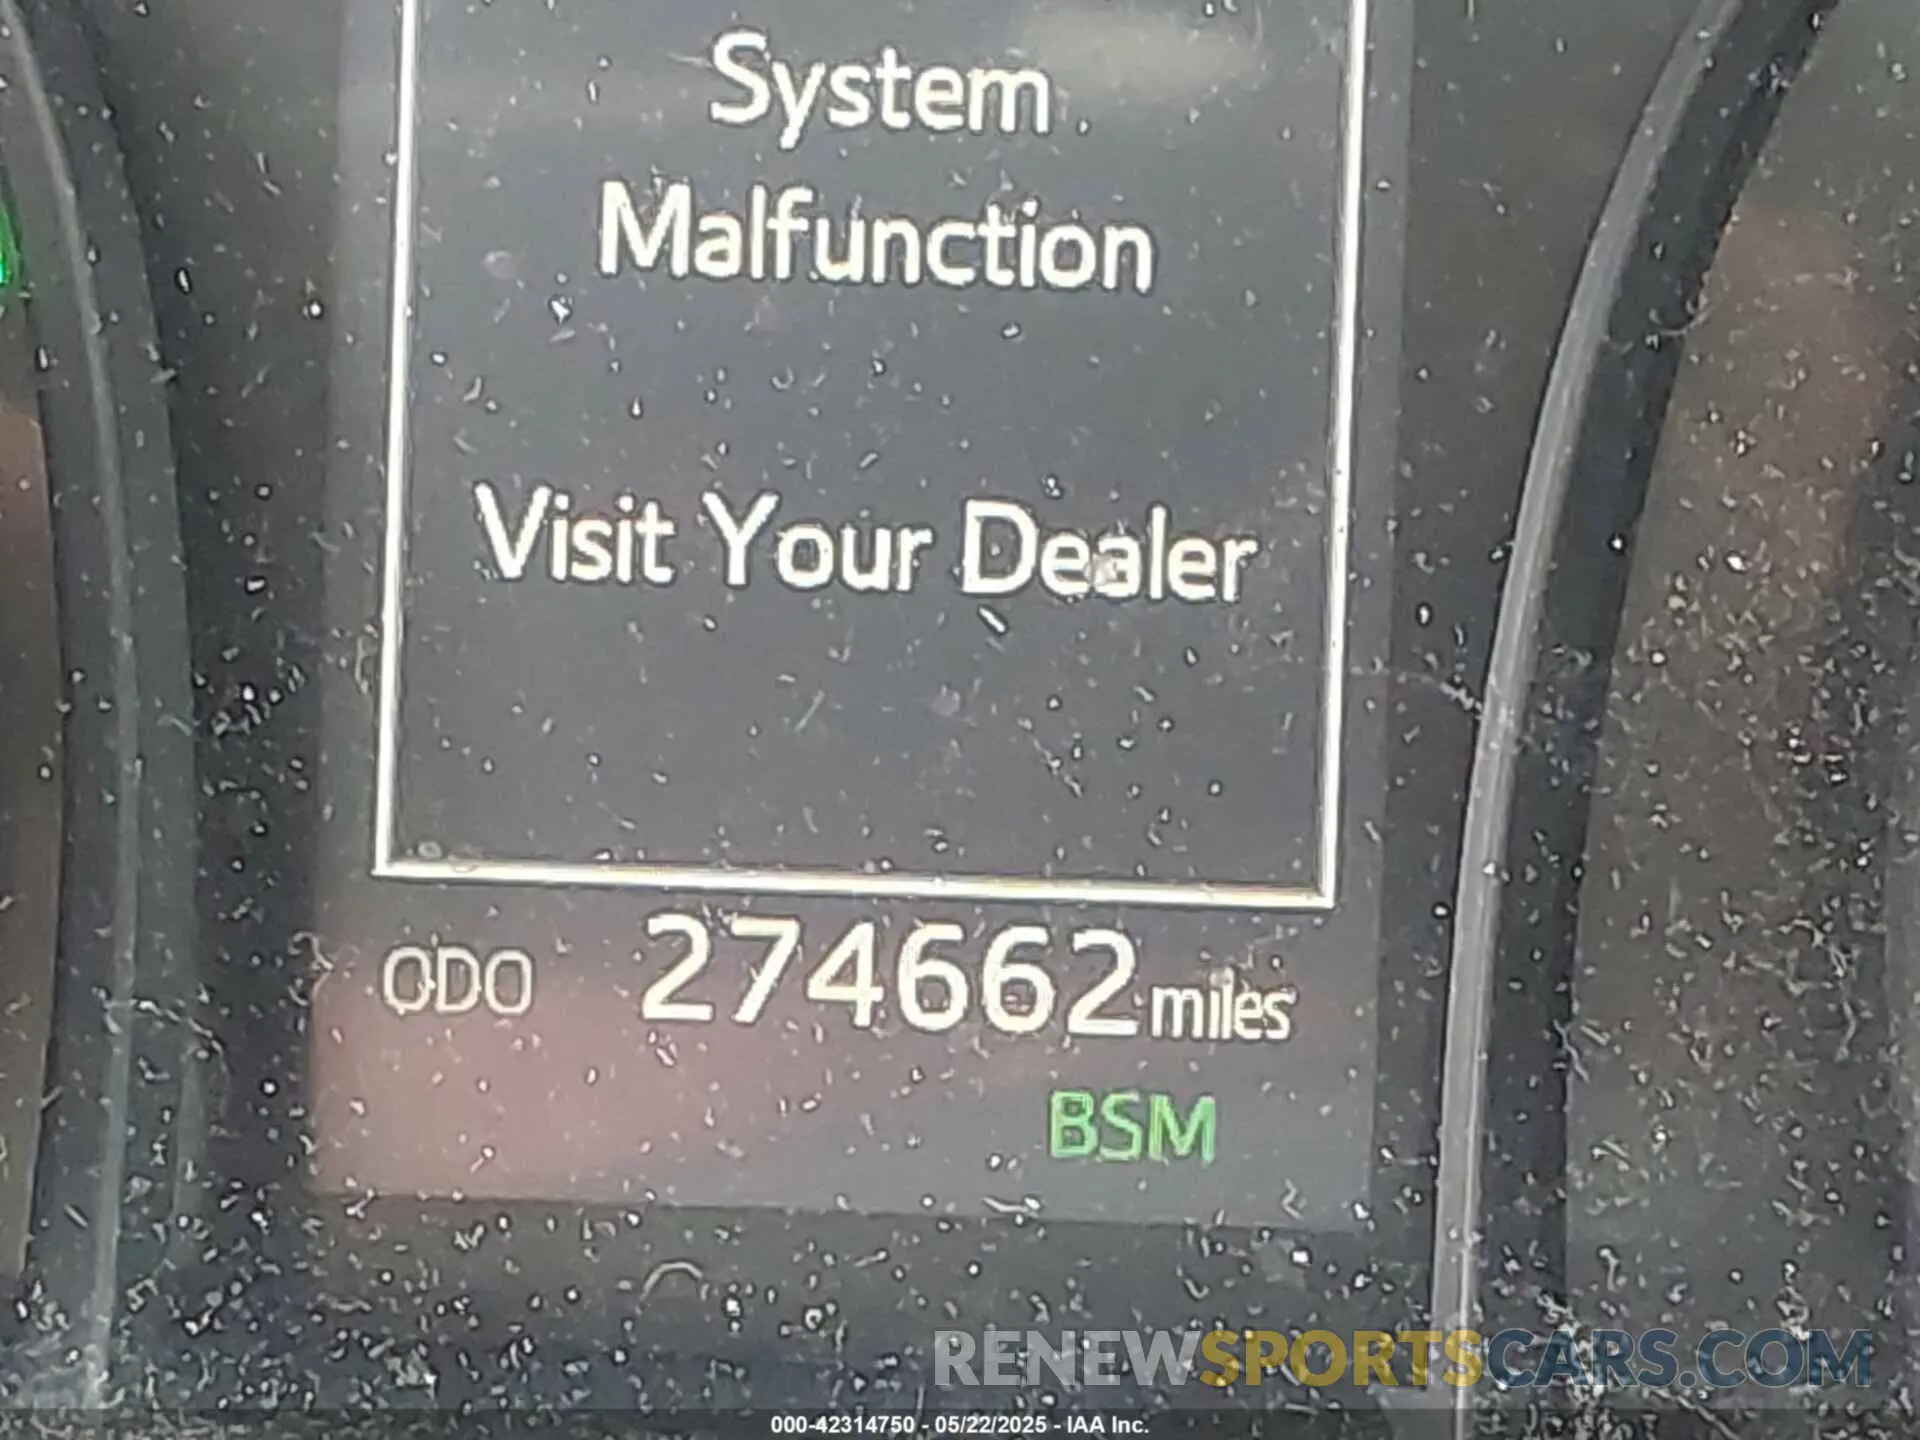 System
Malfunction
Visit Your Dealer
ODO 274662 miles
BSM
RENEWSPORTSCARS.COM
000-42314750 - 05/22/2025 - IAA Inc.